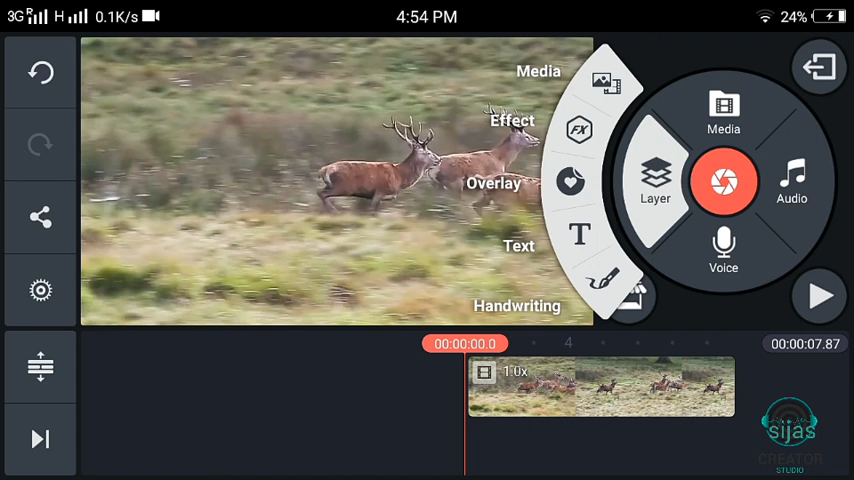 3G R H 0.1K/s 4:54 PM 24%
Media
Effect
Overlay
Text
Handwriting
FX
T
Media
Layer
Audio
Voice
00:00:00.0 4 00:00:07.87
1.0x
sijas
CREATOR
STUDIO